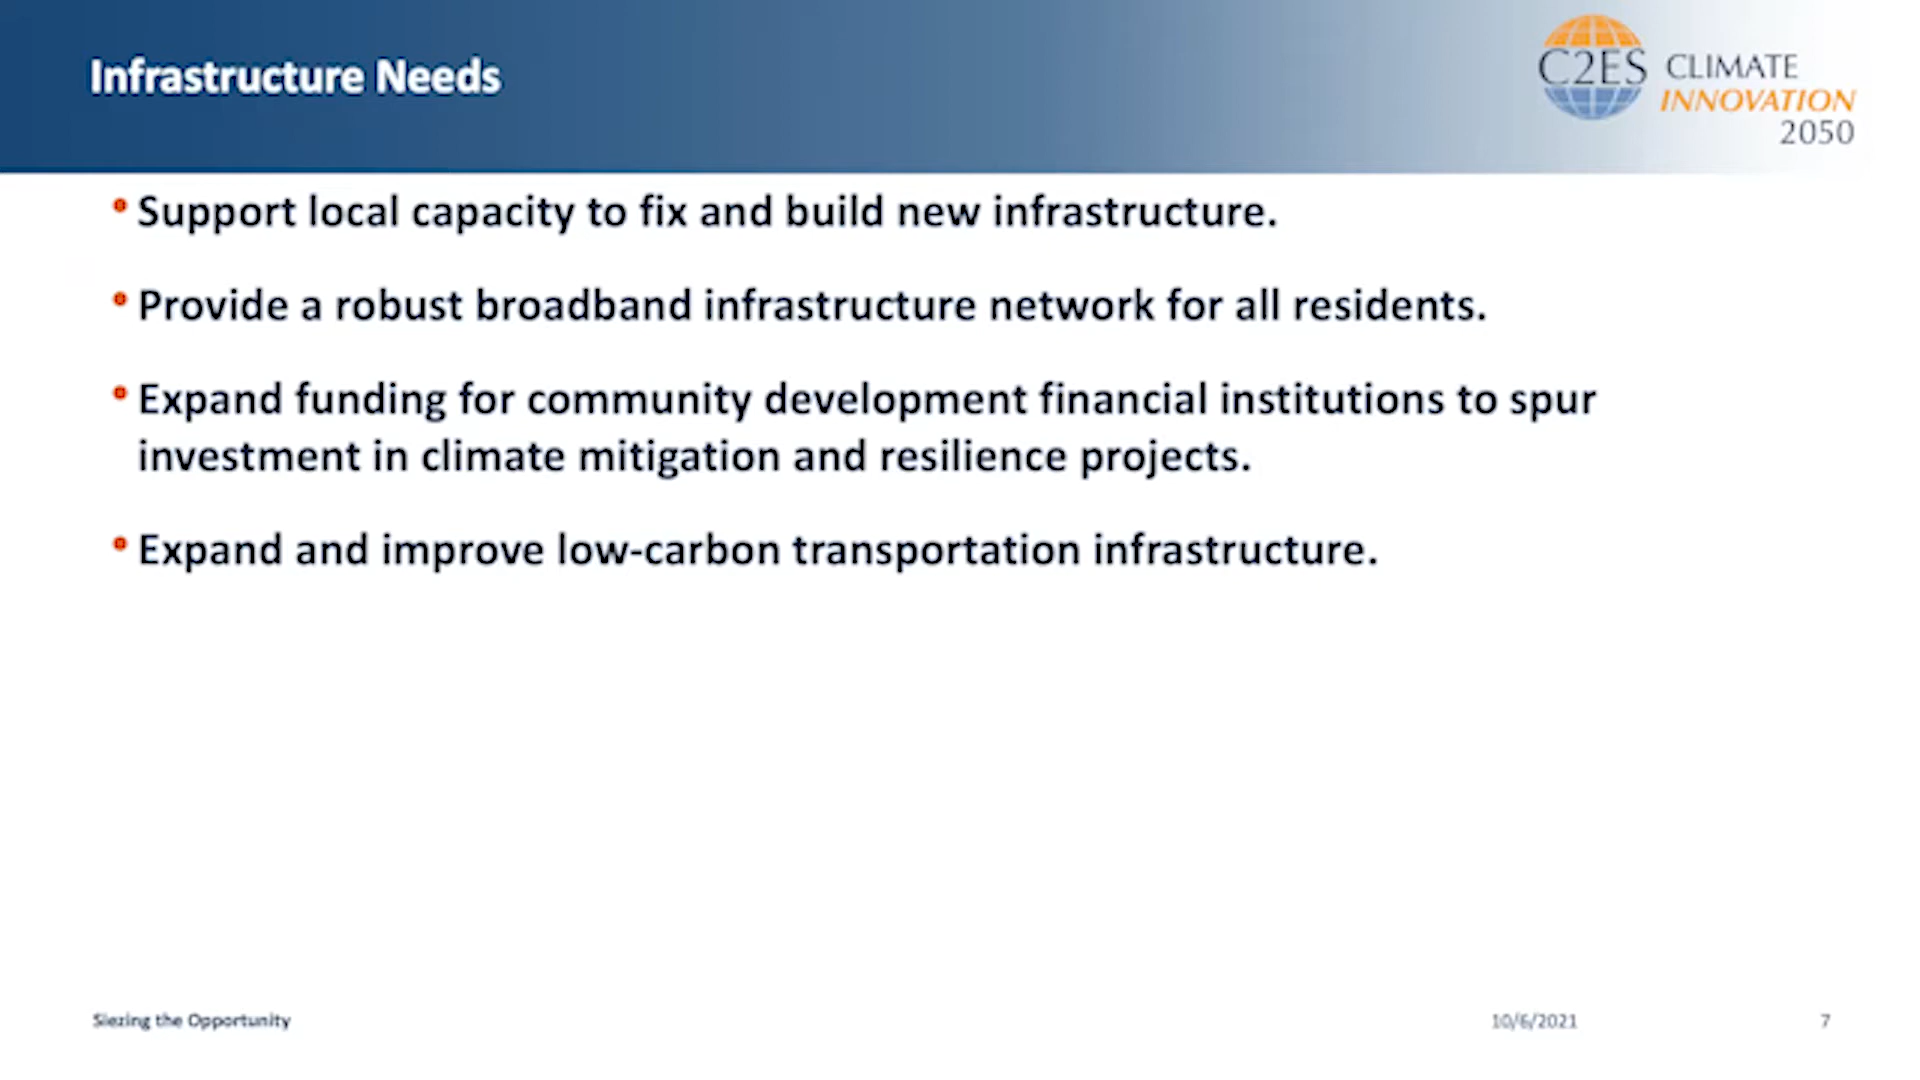 Infrastructure Needs
C2ES CLIMATE
INNOVATION
2050
• Support local capacity to fix and build new infrastructure.
• Provide a robust broadband infrastructure network for all residents.
• Expand funding for community development financial institutions to spur
investment in climate mitigation and resilience projects.
• Expand and improve low-carbon transportation infrastructure.
Siezing the Opportunity
10/6/2021
7